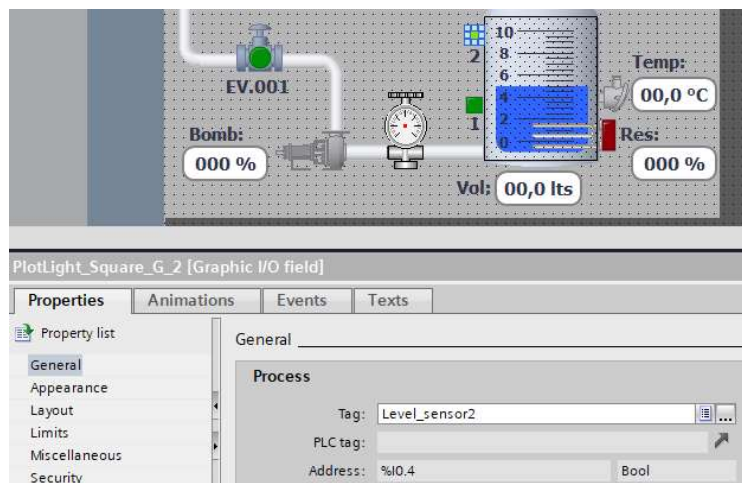 10
8
2
6
Temp:
EV.001
00,0 ºC
4
1
2
Bomb:
0
Res:
000 %
000 %
Vol:
00,0 lts
PlotLight_Square_G_2 [Graphic I/O field]
Properties
Animations
Events
Texts
Property list
General
General
Process
Appearance
Layout
Tag:
Level_sensor2
...
Limits
PLC tag:
Miscellaneous
Security
Address:
%I0.4
Bool